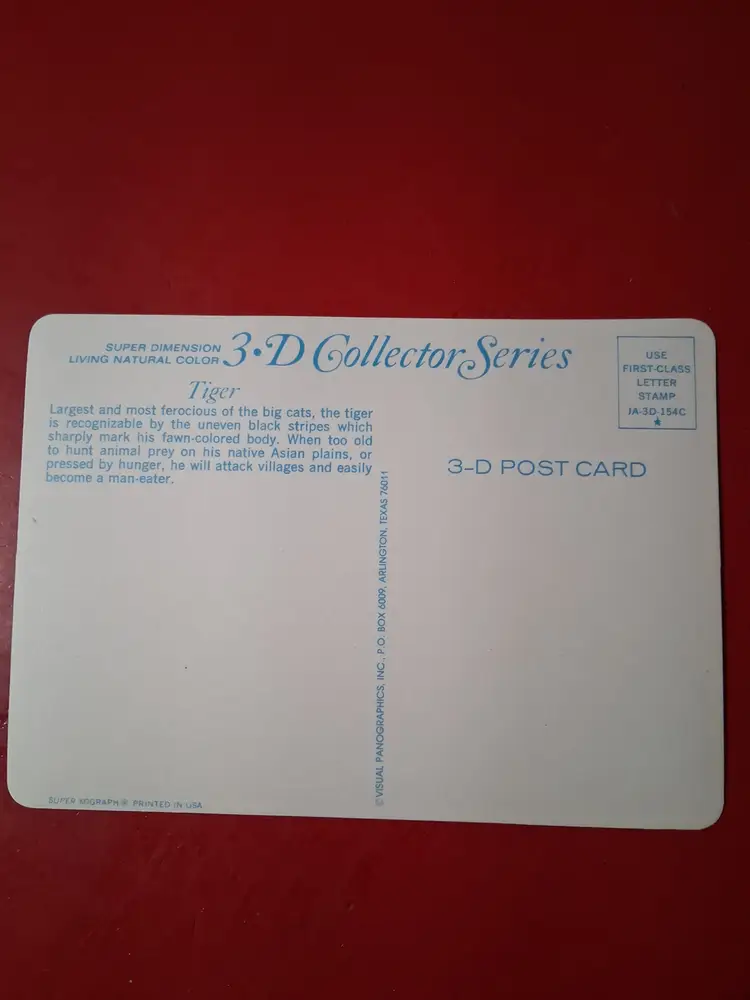 SUPER DIMENSION
LIVING NATURAL COLOR
3·D Collector Series
USE
FIRST-CLASS
LETTER
STAMP
JA-3D-154C
Tiger
Largest and most ferocious of the big cats, the tiger
is recognizable by the uneven black stripes which
sharply mark his fawn-colored body. When too old
to hunt animal prey on his native Asian plains, or
pressed by hunger, he will attack villages and easily
become a man-eater.
3-D POST CARD
© VISUAL PANOGRAPHICS, INC., P.O. BOX 6009, ARLINGTON, TEXAS 76011
SUPER XOGRAPH® PRINTED IN USA